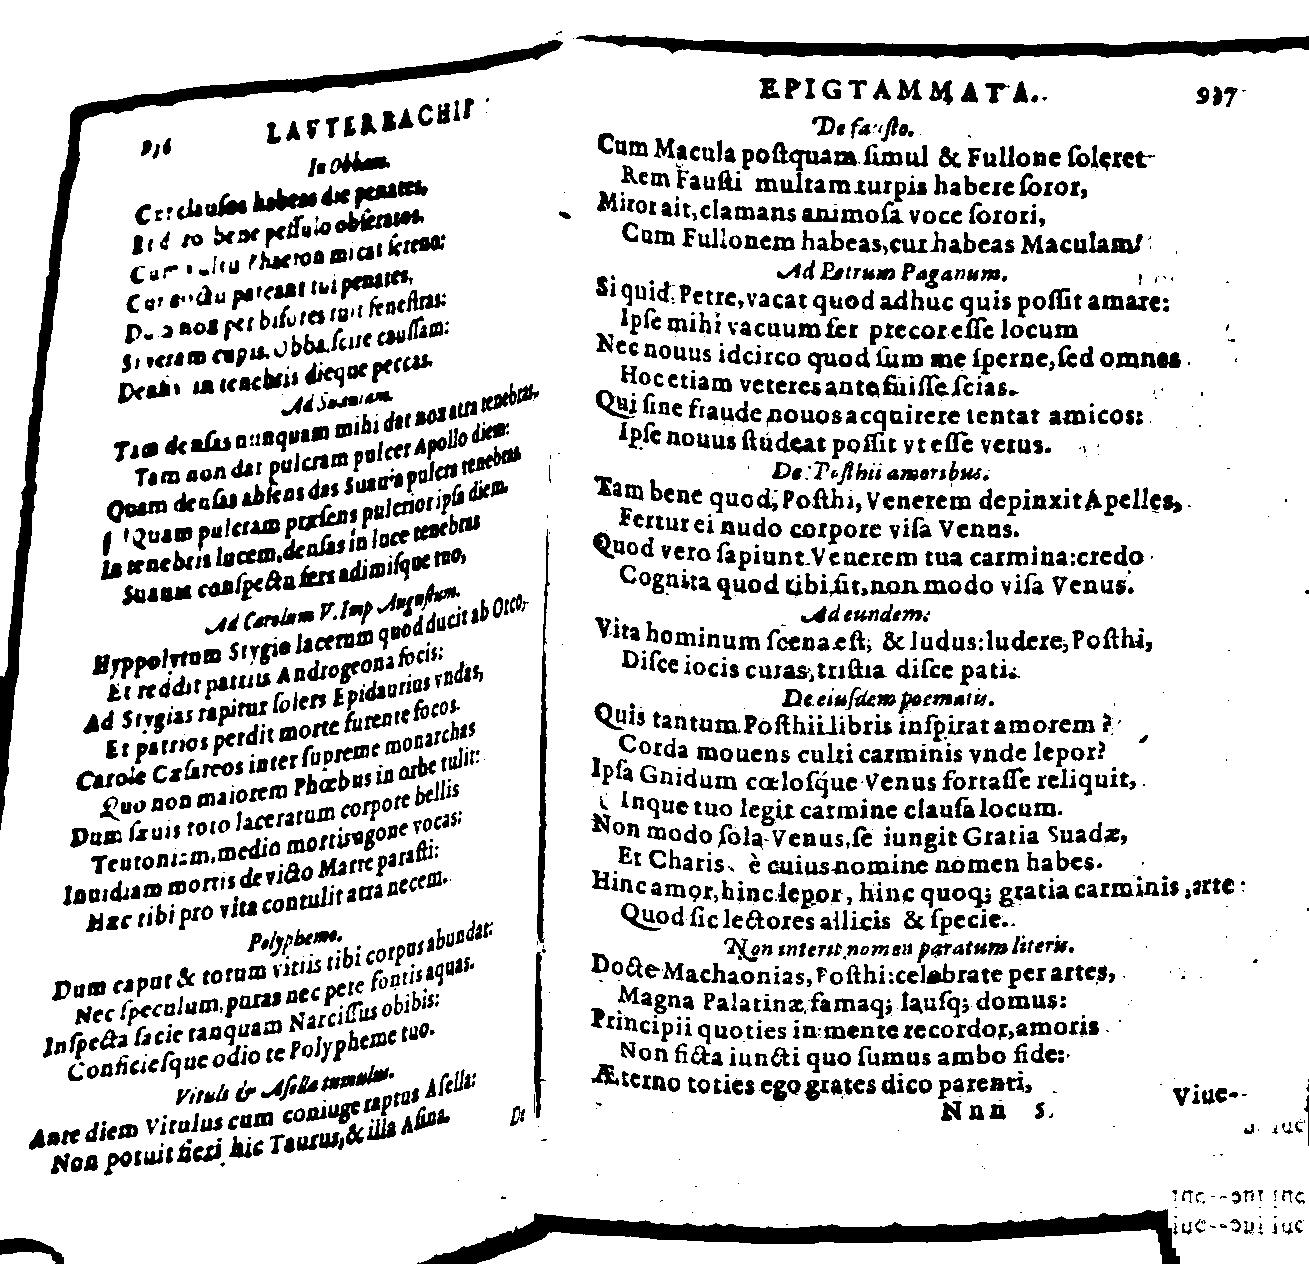 LAVTERBACHII
In Obbam.
clausos habeas die penates,
bene pessulo obseratos,
Phaeton micat sereno:
pateant tui penates,
non per bifores tuit fenestras:
Si veram cupis, Obba, scire caussam:
in tenebris dieque peccas.
Ad Susanam.
Tam densas nunquam mihi dat nox atra tenebras,
Tam non dat pulcram pulcer Apollo diem:
Quam densas absens das Susana pulcra tenebras
Quam pulcram præsens pulcrior ipsa diem.
In tenebris lucem, densas in luce tenebras
Susanna conspectu fers adimisque tuo,
Ad Carolum V. Imp Augustum.
Hyppolytum Stygio lacerum quod ducit ab Orco,
Et reddit patriis Androgeona focis:
Ad Stygias rapitur solers Epidaurius vndas,
Et patrios perdit morte furente focos.
Carole Cæsareos inter supreme monarchas
Quo non maiorem Phœbus in orbe tulit:
Dum sæuis toto laceratum corpore bellis
Teutoniam, medio mortis agone vocas:
Inuidiam mortis de victo Marte parasti:
Hæc tibi pro vita contulit atra necem.
Polyphemo.
Dum caput & totum vitiis tibi corpus abundat:
Nec speculum, puras nec pete fontis aquas.
Inspecta facie tanquam Narcissus obibis:
Conficiesque odio te Polypheme tuo.
Vituli & Asellæ tumulus.
Ante diem Vitulus cum coniuge raptus Asella:
Non potuit fieri hic Taurus, & illa Asina.
De
EPIGTAMMATA.
937
De fausto.
Cum Macula postquam simul & Fullone soleret
Rem Fausti multam turpis habere soror,
Miror ait, clamans animosa voce sorori,
Cum Fullonem habeas, cur habeas Maculam!
Ad Petrum Paganum.
Si quid, Petre, vacat quod adhuc quis possit amare:
Ipse mihi vacuum fer precor esse locum
Nec nouus idcirco quod sum me sperne, sed omnes
Hoc etiam veteres ante fuisse scias.
Qui sine fraude nouos acquirere tentat amicos:
Ipse nouus studeat possit vt esse vetus.
De Posthii amoribus.
Tam bene quod, Posthi, Venerem depinxit Apelles,
Fertur ei nudo corpore visa Venus.
Quod vero sapiunt Venerem tua carmina: credo
Cognita quod tibi sit, non modo visa Venus.
Ad eundem:
Vita hominum scena est, & ludus: ludere, Posthi,
Disce iocis curas, tristia disce pati.
De eiusdem poematis.
Quis tantum Posthii libris inspirat amorem?
Corda mouens culti carminis vnde lepor?
Ipsa Gnidum cœlosq́ue Venus fortasse reliquit,
Inque tuo legit carmine clausa locum.
Non modo sola Venus, se iungit Gratia Suadæ,
Et Charis, è cuius nomine nomen habes.
Hinc amor, hinc lepor, hinc quoq; gratia carminis, arte:
Quod sic lectores allicis & specie.
Non interit nomen paratum literis.
Docte Machaonias, Posthi: celebrate per artes,
Magna Palatinæ famaq; lausq; domus:
Principii quoties in mente recordor, amoris
Non ficta iuncti quo sumus ambo fide:
Æterno toties ego grates dico parenti,
Nnn 5.
Viue-